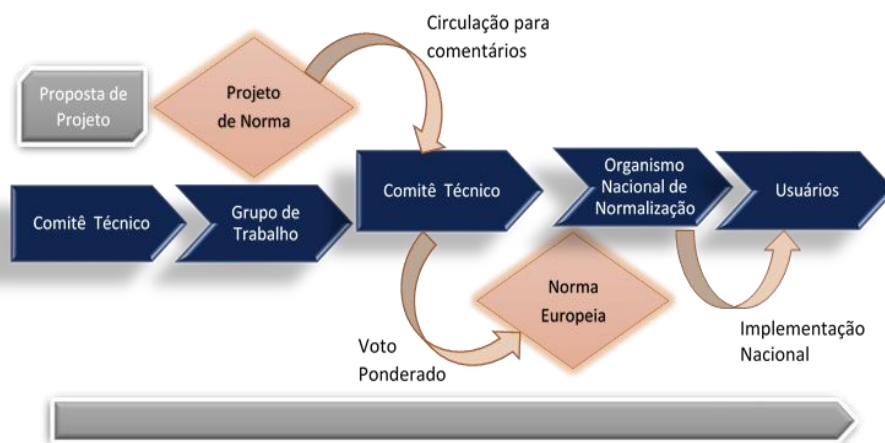 Circulação para
comentários
Proposta de
Projeto
Projeto
de Norma
Comitê Técnico
Grupo de
Trabalho
Comitê Técnico
Organismo
Nacional de
Normalização
Usuários
Norma
Europeia
Voto
Ponderado
Implementação
Nacional